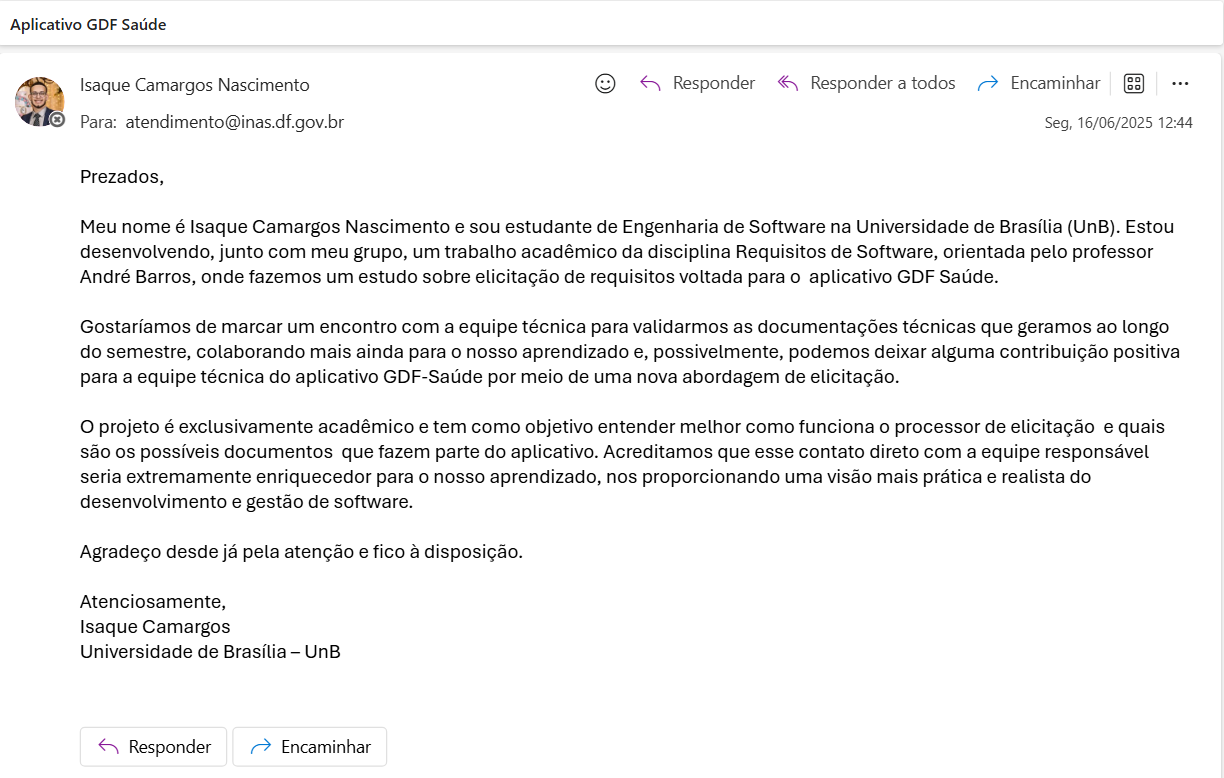 Aplicativo GDF Saúde
Isaque Camargos Nascimento
Responder
Responder a todos
Encaminhar
Para: atendimento@inas.df.gov.br
Seg, 16/06/2025 12:44
Prezados,
Meu nome é Isaque Camargos Nascimento e sou estudante de Engenharia de Software na Universidade de Brasília (UnB). Estou
desenvolvendo, junto com meu grupo, um trabalho acadêmico da disciplina Requisitos de Software, orientada pelo professor
André Barros, onde fazemos um estudo sobre elicitação de requisitos voltada para o  aplicativo GDF Saúde.
Gostaríamos de marcar um encontro com a equipe técnica para validarmos as documentações técnicas que geramos ao longo
do semestre, colaborando mais ainda para o nosso aprendizado e, possivelmente, podemos deixar alguma contribuição positiva
para a equipe técnica do aplicativo GDF-Saúde por meio de uma nova abordagem de elicitação.
O projeto é exclusivamente acadêmico e tem como objetivo entender melhor como funciona o processor de elicitação  e quais
são os possíveis documentos  que fazem parte do aplicativo. Acreditamos que esse contato direto com a equipe responsável
seria extremamente enriquecedor para o nosso aprendizado, nos proporcionando uma visão mais prática e realista do
desenvolvimento e gestão de software.
Agradeço desde já pela atenção e fico à disposição.
Atenciosamente,
Isaque Camargos
Universidade de Brasília – UnB
Responder
Encaminhar